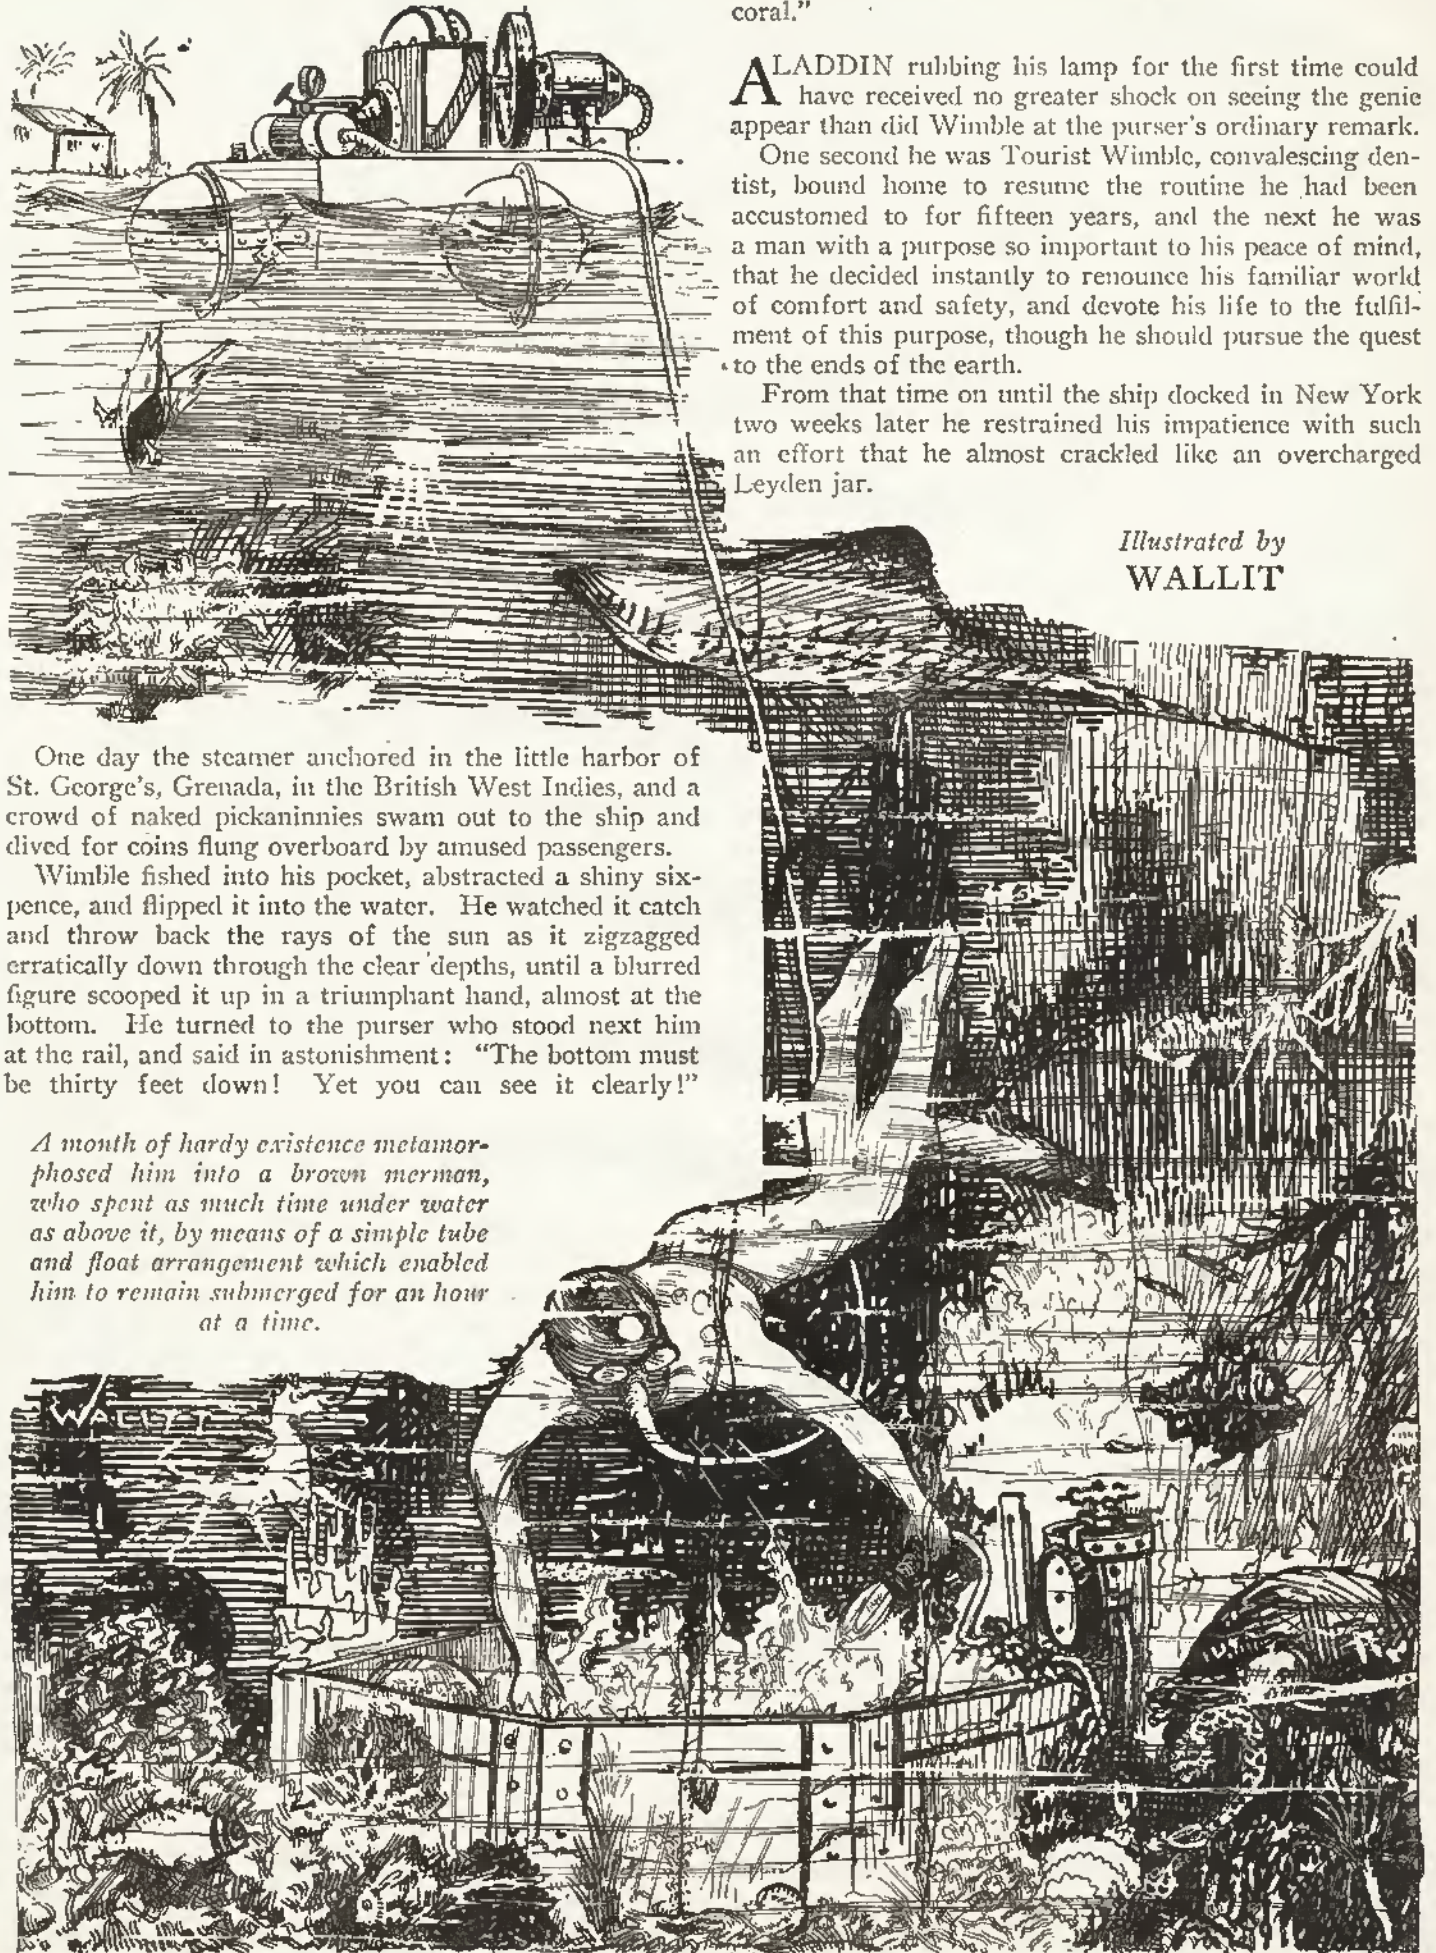 One day the steamer anchored in the little harbor of
St. George's, Grenada, in the British West Indies, and a
crowd of naked pickaninnies swam out to the ship and
dived for coins flung overboard by amused passengers.
Wimble fished into his pocket, abstracted a shiny six-
pence, and flipped it into the water. He watched it catch
and throw back the rays of the sun as it zigzagged
erratically down through the clear depths, until a blurred
figure scooped it up in a triumphant hand, almost at the
bottom. He turned to the purser who stood next him
at the rail, and said in astonishment: "The bottom must
be thirty feet down! Yet you can see it clearly!"
A month of hardy existence metamor-
phosed him into a brown merman,
who spent as much time under water
as above it, by means of a simple tube
and float arrangement which enabled
him to remain submerged for an hour
at a time.
WALLIT
coral."
ALADDIN rubbing his lamp for the first time could
have received no greater shock on seeing the genie
appear than did Wimble at the purser's ordinary remark.
One second he was Tourist Wimble, convalescing den-
tist, bound home to resume the routine he had been
accustomed to for fifteen years, and the next he was
a man with a purpose so important to his peace of mind,
that he decided instantly to renounce his familiar world
of comfort and safety, and devote his life to the fulfil-
ment of this purpose, though he should pursue the quest
to the ends of the earth.
From that time on until the ship docked in New York
two weeks later he restrained his impatience with such
an effort that he almost crackled like an overcharged
Leyden jar.
Illustrated by
WALLIT